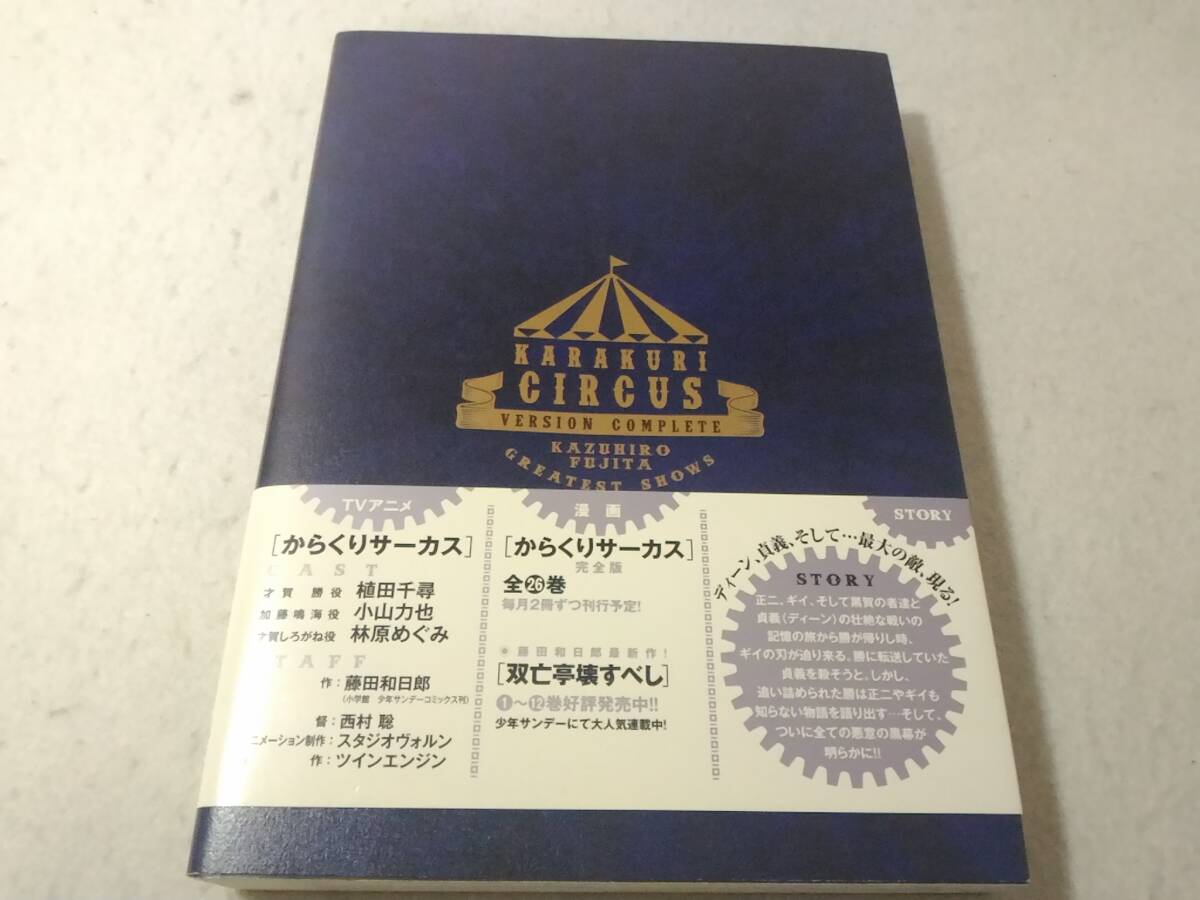 KARAKURI
CIRCUS
VERSION COMPLETE
KAZUHIRO
FUJITA
GREATEST SHOWS
TVアニメ
[からくりサーカス]
CAST
才賀 勝役 植田千尋
加藤鳴海役 小山力也
才賀しろがね役 林原めぐみ
STAFF
作:藤田和日郎
(小学館 少年サンデーコミックス刊)
督:西村 聡
ニメーション制作:スタジオヴォルン
作:ツインエンジン
漫画
[からくりサーカス]
完全版
全26巻
毎月2冊ずつ刊行予定!
藤田和日郎最新作!
[双亡亭壊すべし]
1〜12巻好評発売中!!
少年サンデーにて大人気連載中!
STORY
ディーン、貞義、そして…最大の敵、現る!
STORY
正二、ギイ、そして黒賀の者達と
貞義(ディーン)の壮絶な戦いの
記憶の旅から勝が帰りし時、
ギイの刃が迫り来る。勝に転送していた
貞義を殺そうと、しかし、
追い詰められた勝は正二やギイも
知らない物語を語り出す…そして、
ついに全ての悪意の黒幕が
明らかに!!